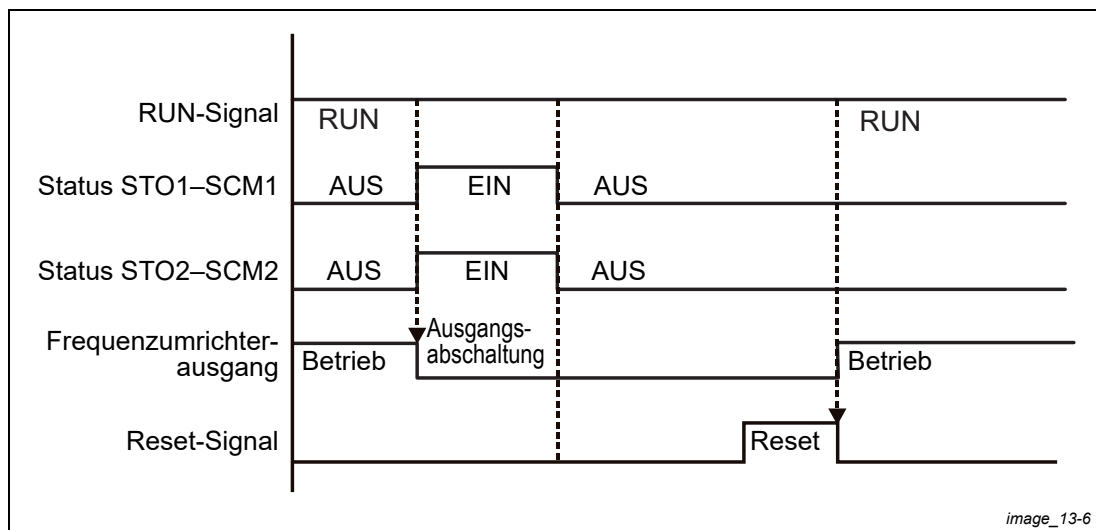 RUN-Signal
RUN
RUN
Status STO1–SCM1
AUS
EIN
AUS
Status STO2–SCM2
AUS
EIN
AUS
Frequenzumrichter-
ausgang
Betrieb
Ausgangs-
abschaltung
Betrieb
Reset-Signal
Reset
image_13-6